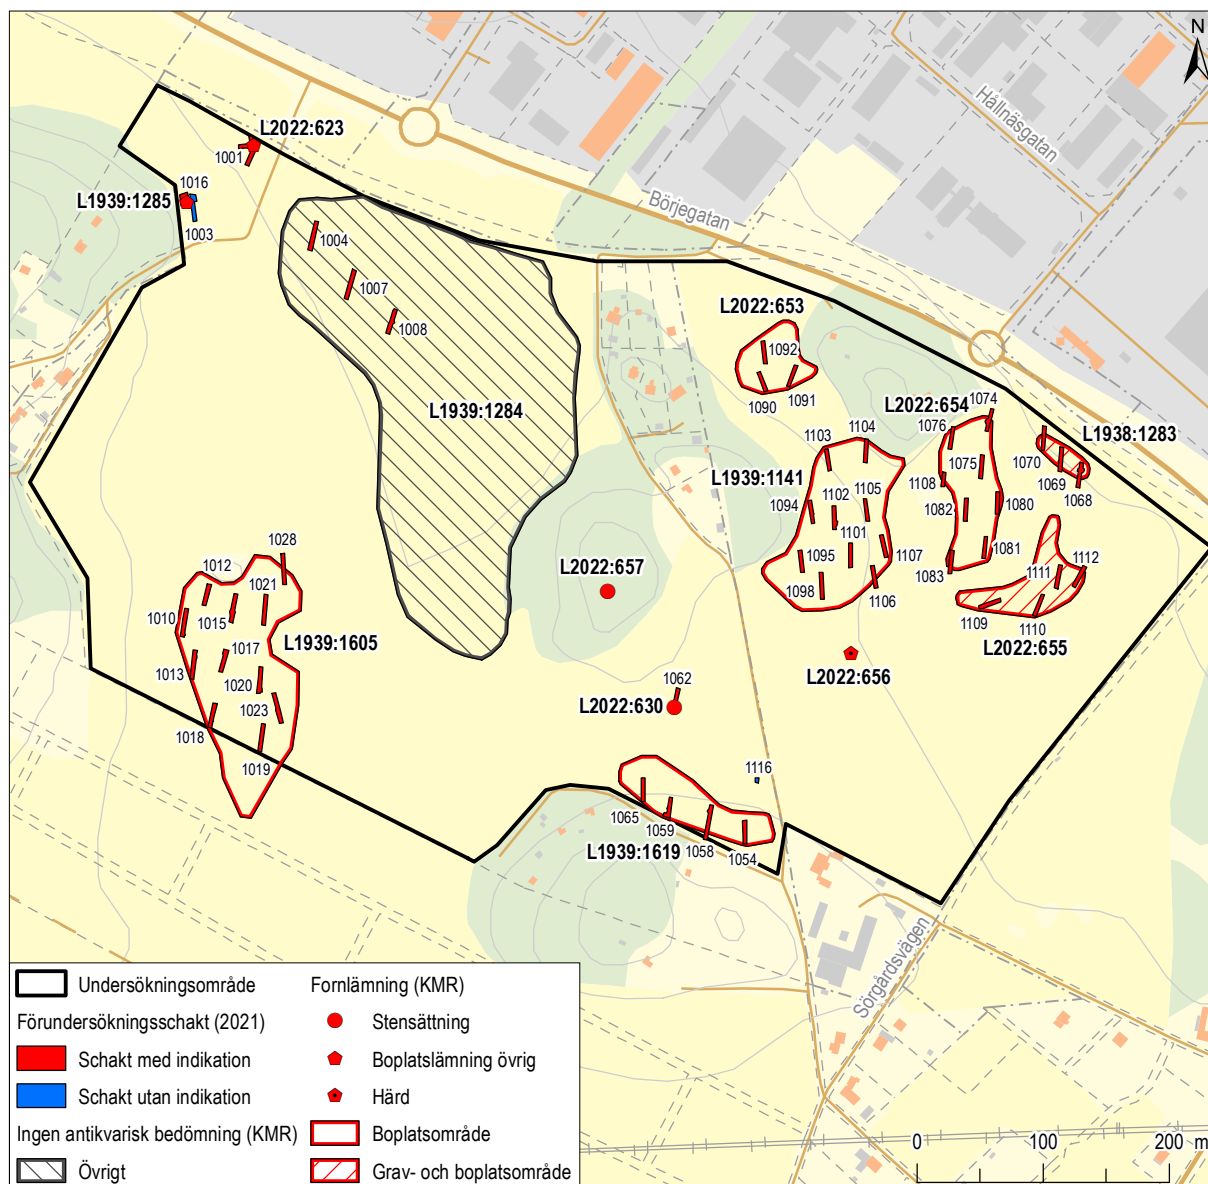 N
L2022:623
1001
1016
L1939:1285
1003
Hållnäsgatan
Börjegatan
1004
1007
1008
L1939:1284
L2022:653
1092
1090
1091
L2022:654
1074
1076
1075
1108
1082
1080
1081
1083
1070
1069
1068
L1938:1283
1103
1104
L1939:1141
1102
1105
1094
1101
1095
1107
1098
1106
1111
1112
1109
1110
L2022:655
L2022:656
L2022:657
1028
1012
1021
1010
1015
L1939:1605
1017
1013
1020
1023
1018
1019
1062
L2022:630
1116
1065
1059
1058
1054
L1939:1619
Sörgårdsvägen
Undersökningsområde
Förundersökningsschakt (2021)
Schakt med indikation
Schakt utan indikation
Ingen antikvarisk bedömning (KMR)
Övrigt
Fornlämning (KMR)
Stensättning
Boplatslämning övrig
Härd
Boplatsområde
Grav- och boplatsområde
0 100 200 m